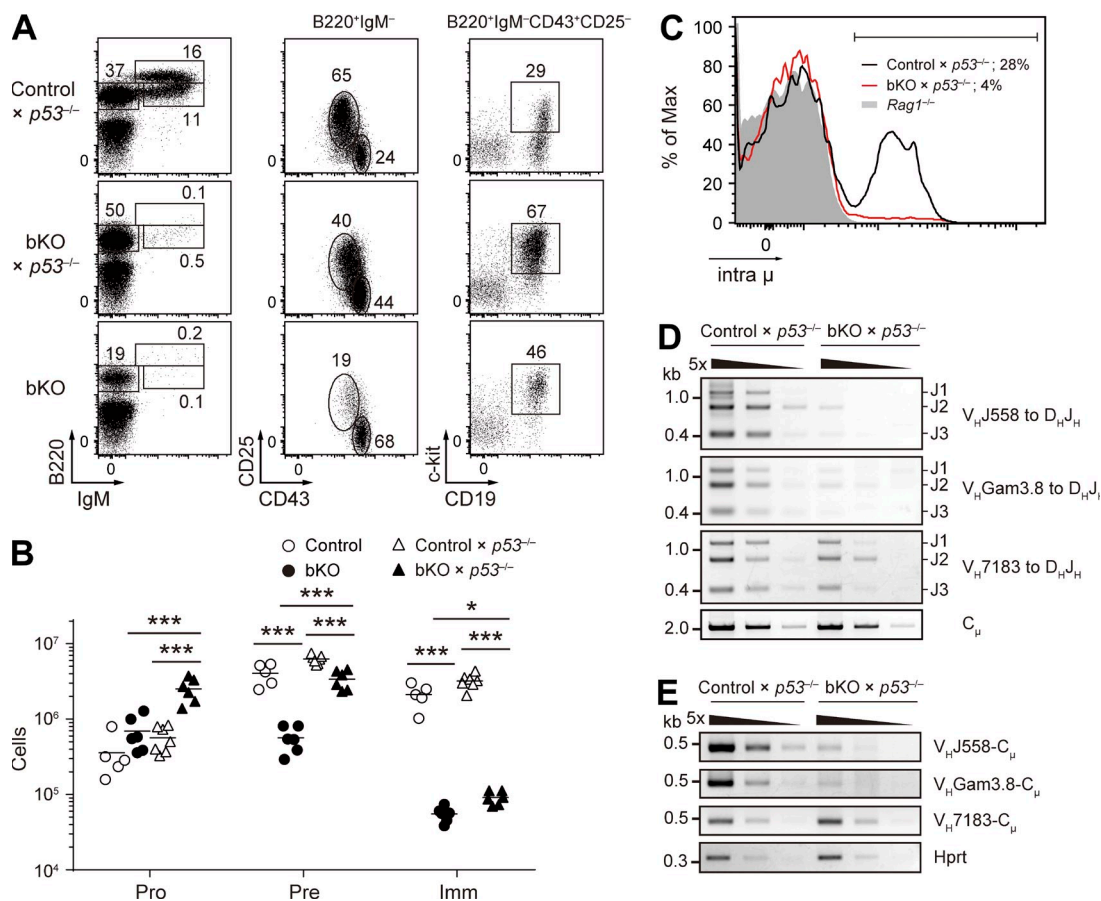 A
B220⁺IgM⁻
B220⁺IgM⁻CD43⁺CD25⁻
Control × p53⁻/⁻
37
16
11
0
65
24
0
29
0
bKO × p53⁻/⁻
50
0.1
0.5
0
40
44
0
67
0
bKO
19
0.2
0.1
0
19
68
0
46
0
B220
IgM
0
CD25
CD43
0
c-kit
CD19
0
B
Control
Control × p53⁻/⁻
bKO
bKO × p53⁻/⁻
***
***
***
***
***
*
***
***
10⁷
10⁶
10⁵
10⁴
Cells
Pro
Pre
Imm
C
100
80
60
40
20
0
% of Max
Control × p53⁻/⁻; 28%
bKO × p53⁻/⁻; 4%
Rag1⁻/⁻
0
intra μ
D
Control × p53⁻/⁻
bKO × p53⁻/⁻
5x
kb
1.0
0.4
J1
J2
J3
VHJ558 to DHJH
1.0
0.4
J1
J2
J3
VHGam3.8 to DHJH
1.0
0.4
J1
J2
J3
VH7183 to DHJH
2.0
Cμ
E
Control × p53⁻/⁻
bKO × p53⁻/⁻
kb
5x
0.5
VHJ558-Cμ
0.5
VHGam3.8-Cμ
0.5
VH7183-Cμ
0.3
Hprt